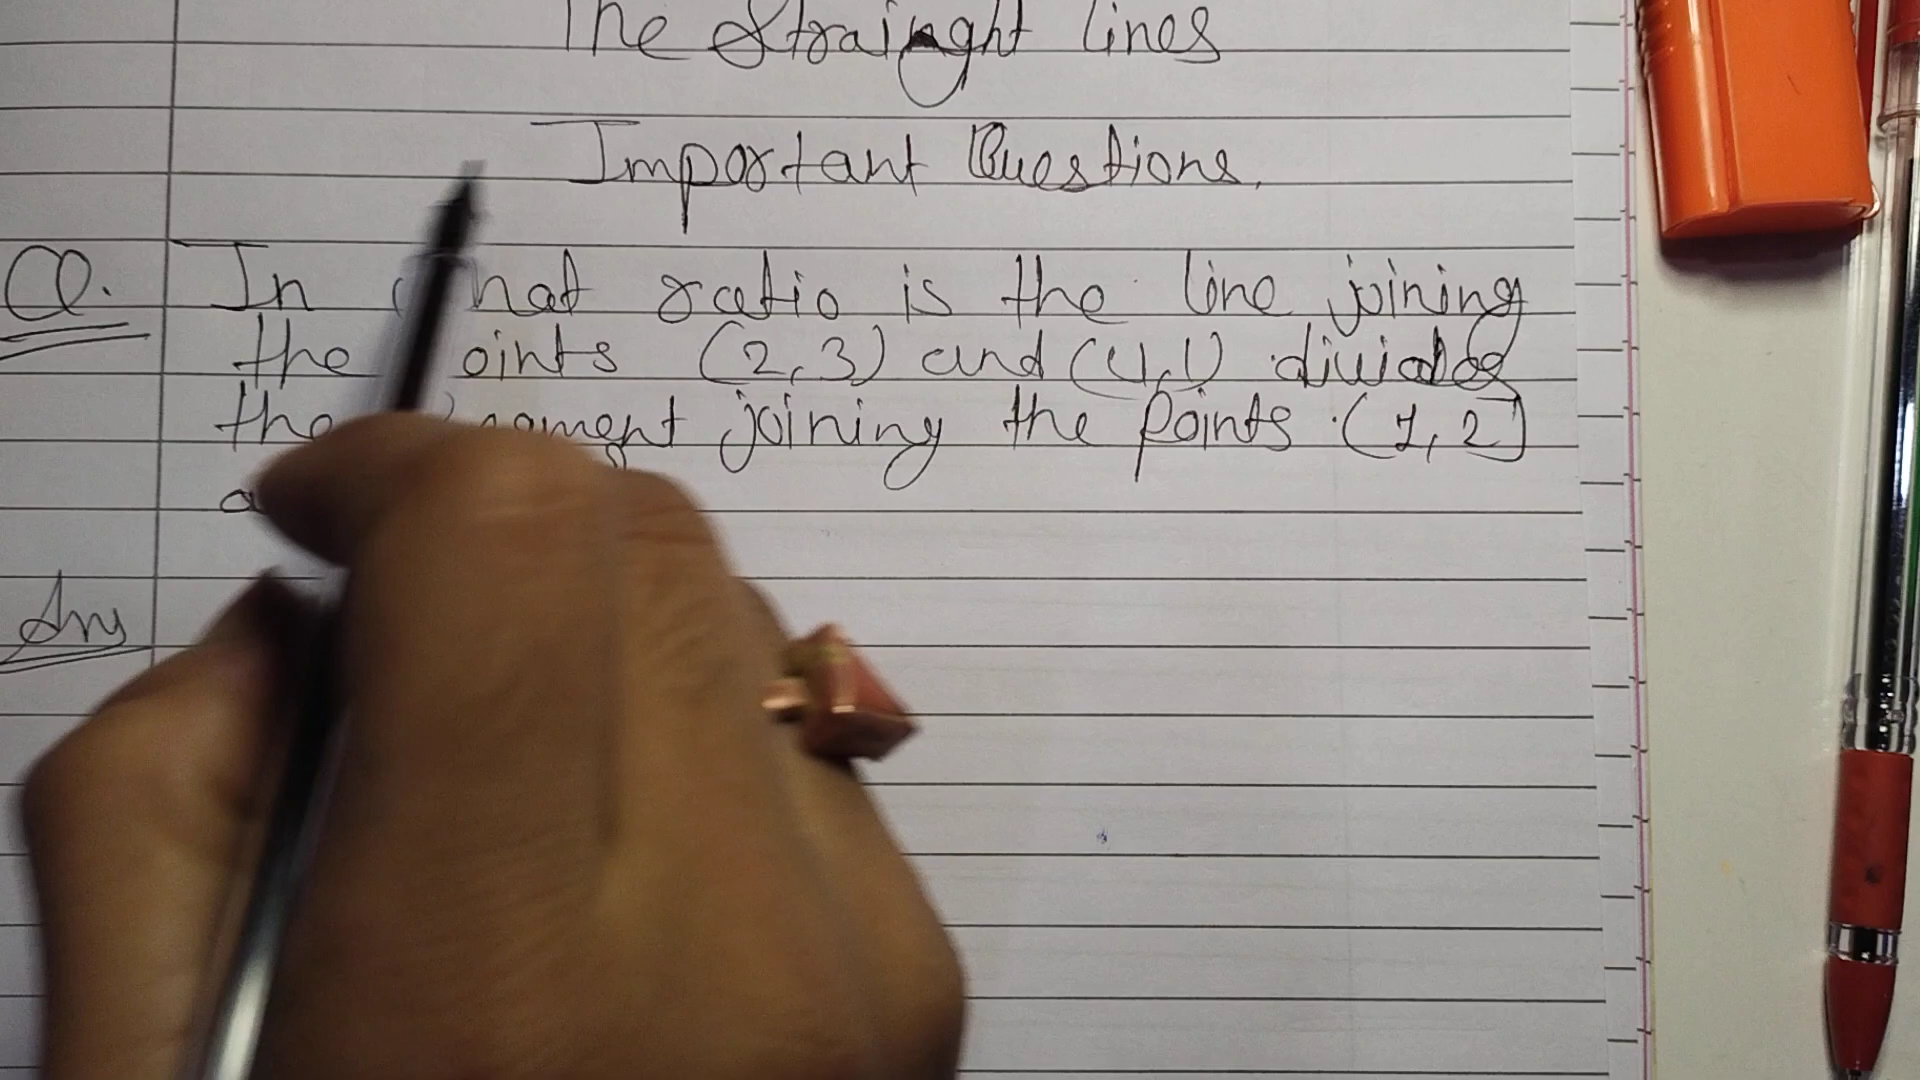 The Strainght lines
Important Questions.
Q. In hat ratio is the line joining
the oints (2,3) and (4,1) divides
the joining the points (1,2)
Ans